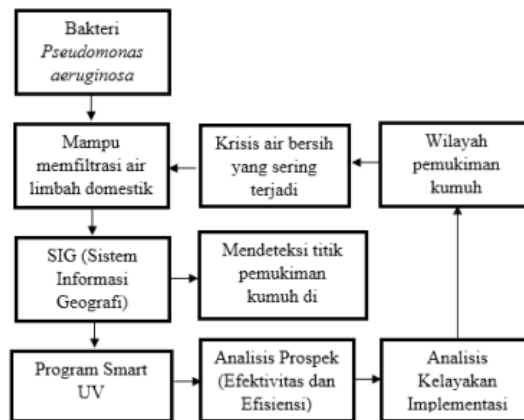 Bakteri
Pseudomonas
aeruginosa
Mampu
memfiltrasi air
limbah domestik
Krisis air bersih
yang sering
terjadi
Wilayah
pemukiman
kumuh
SIG (Sistem
Informasi
Geografi)
Mendeteksi titik
pemukiman
kumuh di
Program Smart
UV
Analisis Prospek
(Efektivitas dan
Efisiensi)
Analisis
Kelayakan
Implementasi